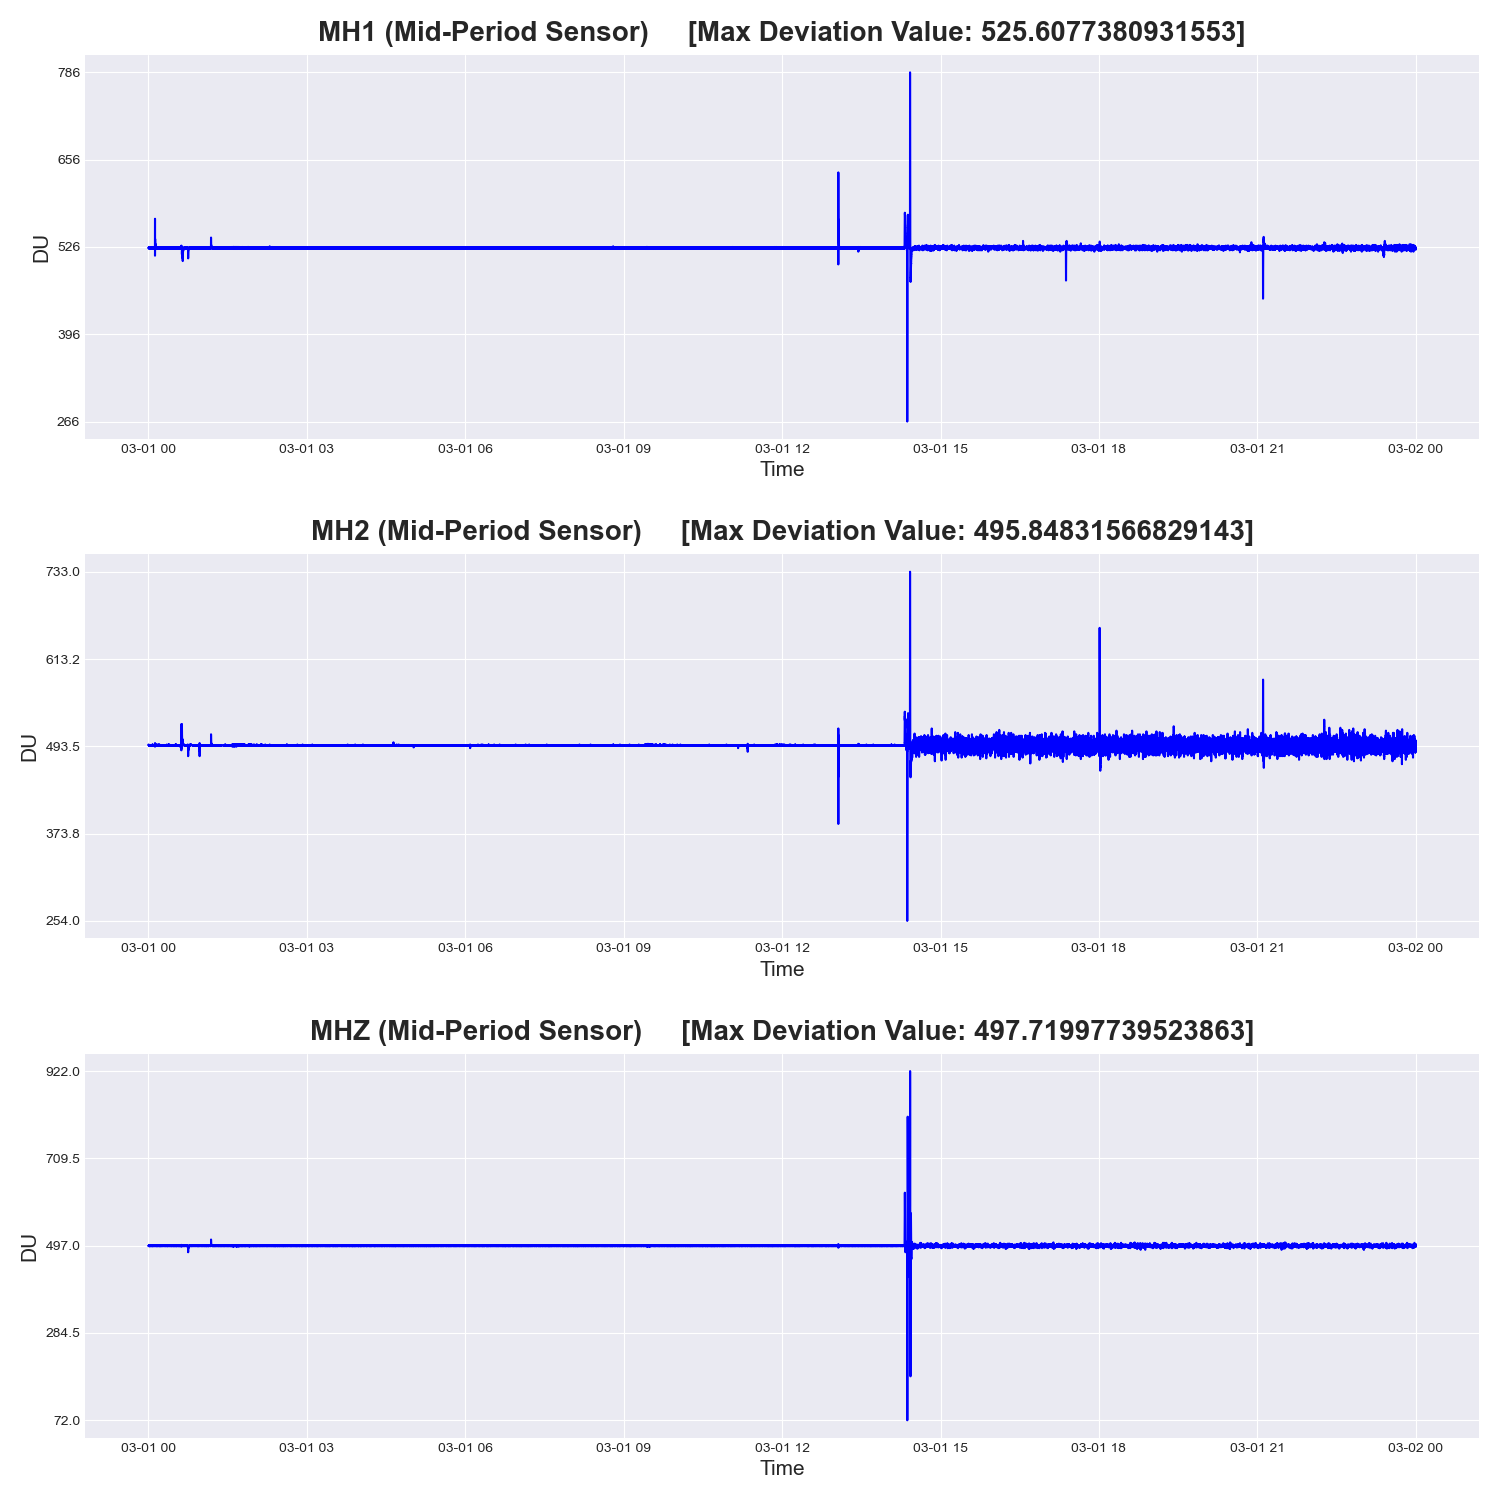 MH1 (Mid-Period Sensor) [Max Deviation Value: 525.6077380931553]
786
656
526
396
266
DU
03-01 00 03-01 03 03-01 06 03-01 09 03-01 12 03-01 15 03-01 18 03-01 21 03-02 00
Time
MH2 (Mid-Period Sensor) [Max Deviation Value: 495.84831566829143]
733.0
613.2
493.5
373.8
254.0
DU
03-01 00 03-01 03 03-01 06 03-01 09 03-01 12 03-01 15 03-01 18 03-01 21 03-02 00
Time
MHZ (Mid-Period Sensor) [Max Deviation Value: 497.71997739523863]
922.0
709.5
497.0
284.5
72.0
DU
03-01 00 03-01 03 03-01 06 03-01 09 03-01 12 03-01 15 03-01 18 03-01 21 03-02 00
Time